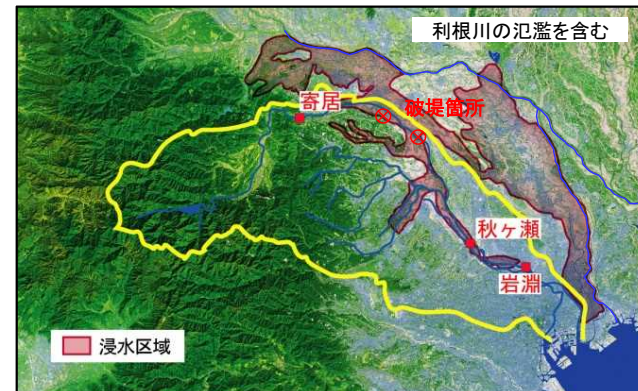 利根川の氾濫を含む
寄居
破堤箇所
秋ヶ瀬
岩淵
浸水区域